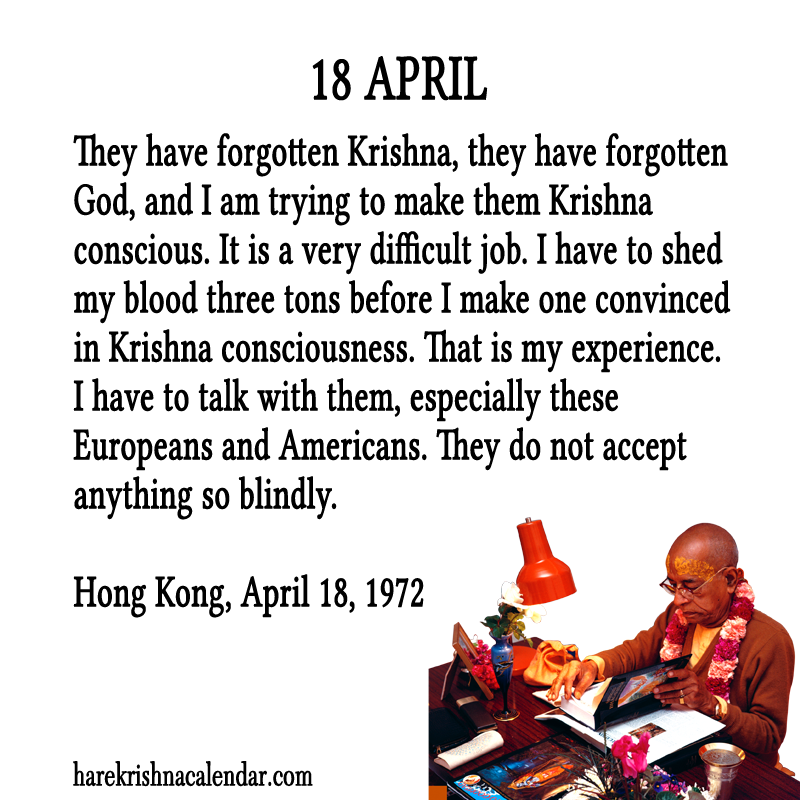 18 APRIL
They have forgotten Krishna, they have forgotten
God, and I am trying to make them Krishna
conscious. It is a very difficult job. I have to shed
my blood three tons before I make one convinced
in Krishna consciousness. That is my experience.
I have to talk with them, especially these
Europeans and Americans. They do not accept
anything so blindly.
Hong Kong, April 18, 1972
harekrishnacalendar.com